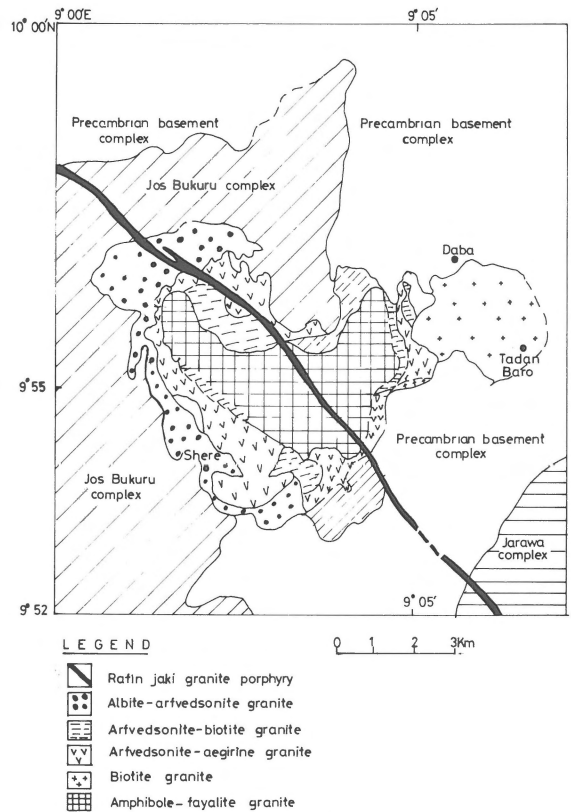 9° 00'E
9° 05'
10° 00'N
Precambrian basement
complex
Precambrian basement
complex
Jos Bukuru complex
Daba
Tadan
Baro
9° 55
Shere
Precambrian basement
complex
Jos Bukuru
complex
Jarawa
complex
9° 52
9° 05'
LEGEND
0 1 2 3Km
Rafin jaki granite porphyry
Albite-arfvedsonite granite
Arfvedsonite-biotite granite
Arfvedsonite-aegirine granite
Biotite granite
Amphibole-fayalite granite